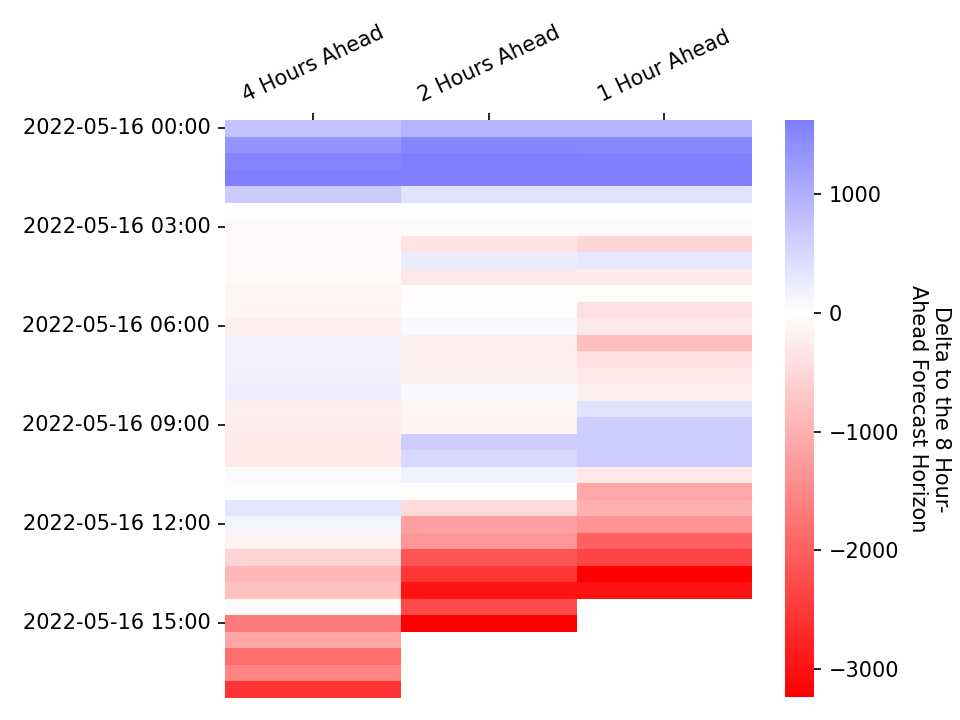 4 Hours Ahead
2 Hours Ahead
1 Hour Ahead
2022-05-16 00:00
2022-05-16 03:00
2022-05-16 06:00
2022-05-16 09:00
2022-05-16 12:00
2022-05-16 15:00
1000
0
−1000
−2000
−3000
Delta to the 8 Hour-
Ahead Forecast Horizon